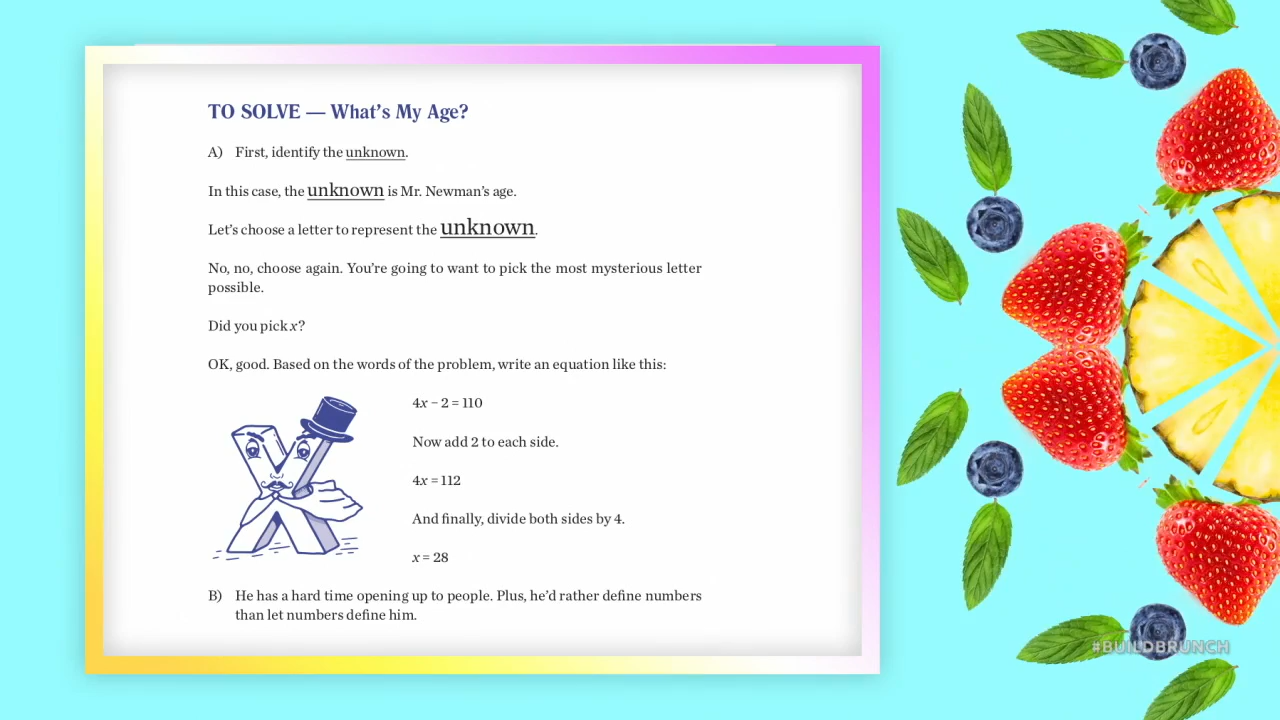 TO SOLVE — What's My Age?
A) First, identify the unknown.
In this case, the unknown is Mr. Newman's age.
Let's choose a letter to represent the unknown.
No, no, choose again. You're going to want to pick the most mysterious letter
possible.
Did you pick x?
OK, good. Based on the words of the problem, write an equation like this:
4x – 2 = 110
Now add 2 to each side.
4x = 112
And finally, divide both sides by 4.
x = 28
B) He has a hard time opening up to people. Plus, he'd rather define numbers
than let numbers define him.
#BUILDBRUNCH